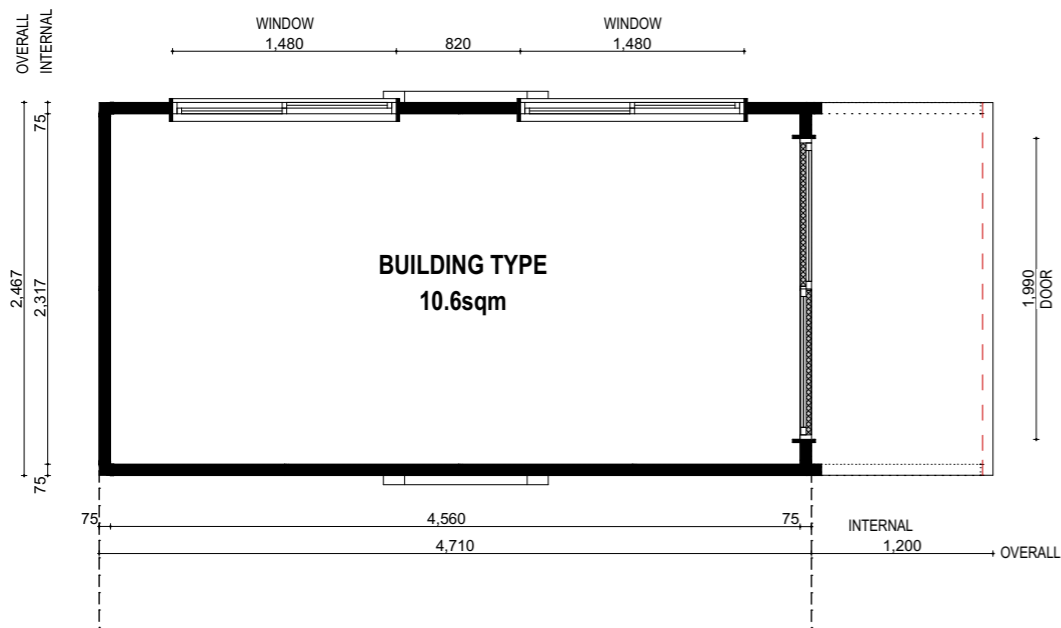 WINDOW
WINDOW
1,480
820
1,480
OVERALL
INTERNAL
75
2,467
2,317
75
BUILDING TYPE
10.6sqm
1,990
DOOR
75
4,560
75
INTERNAL
4,710
1,200
OVERALL